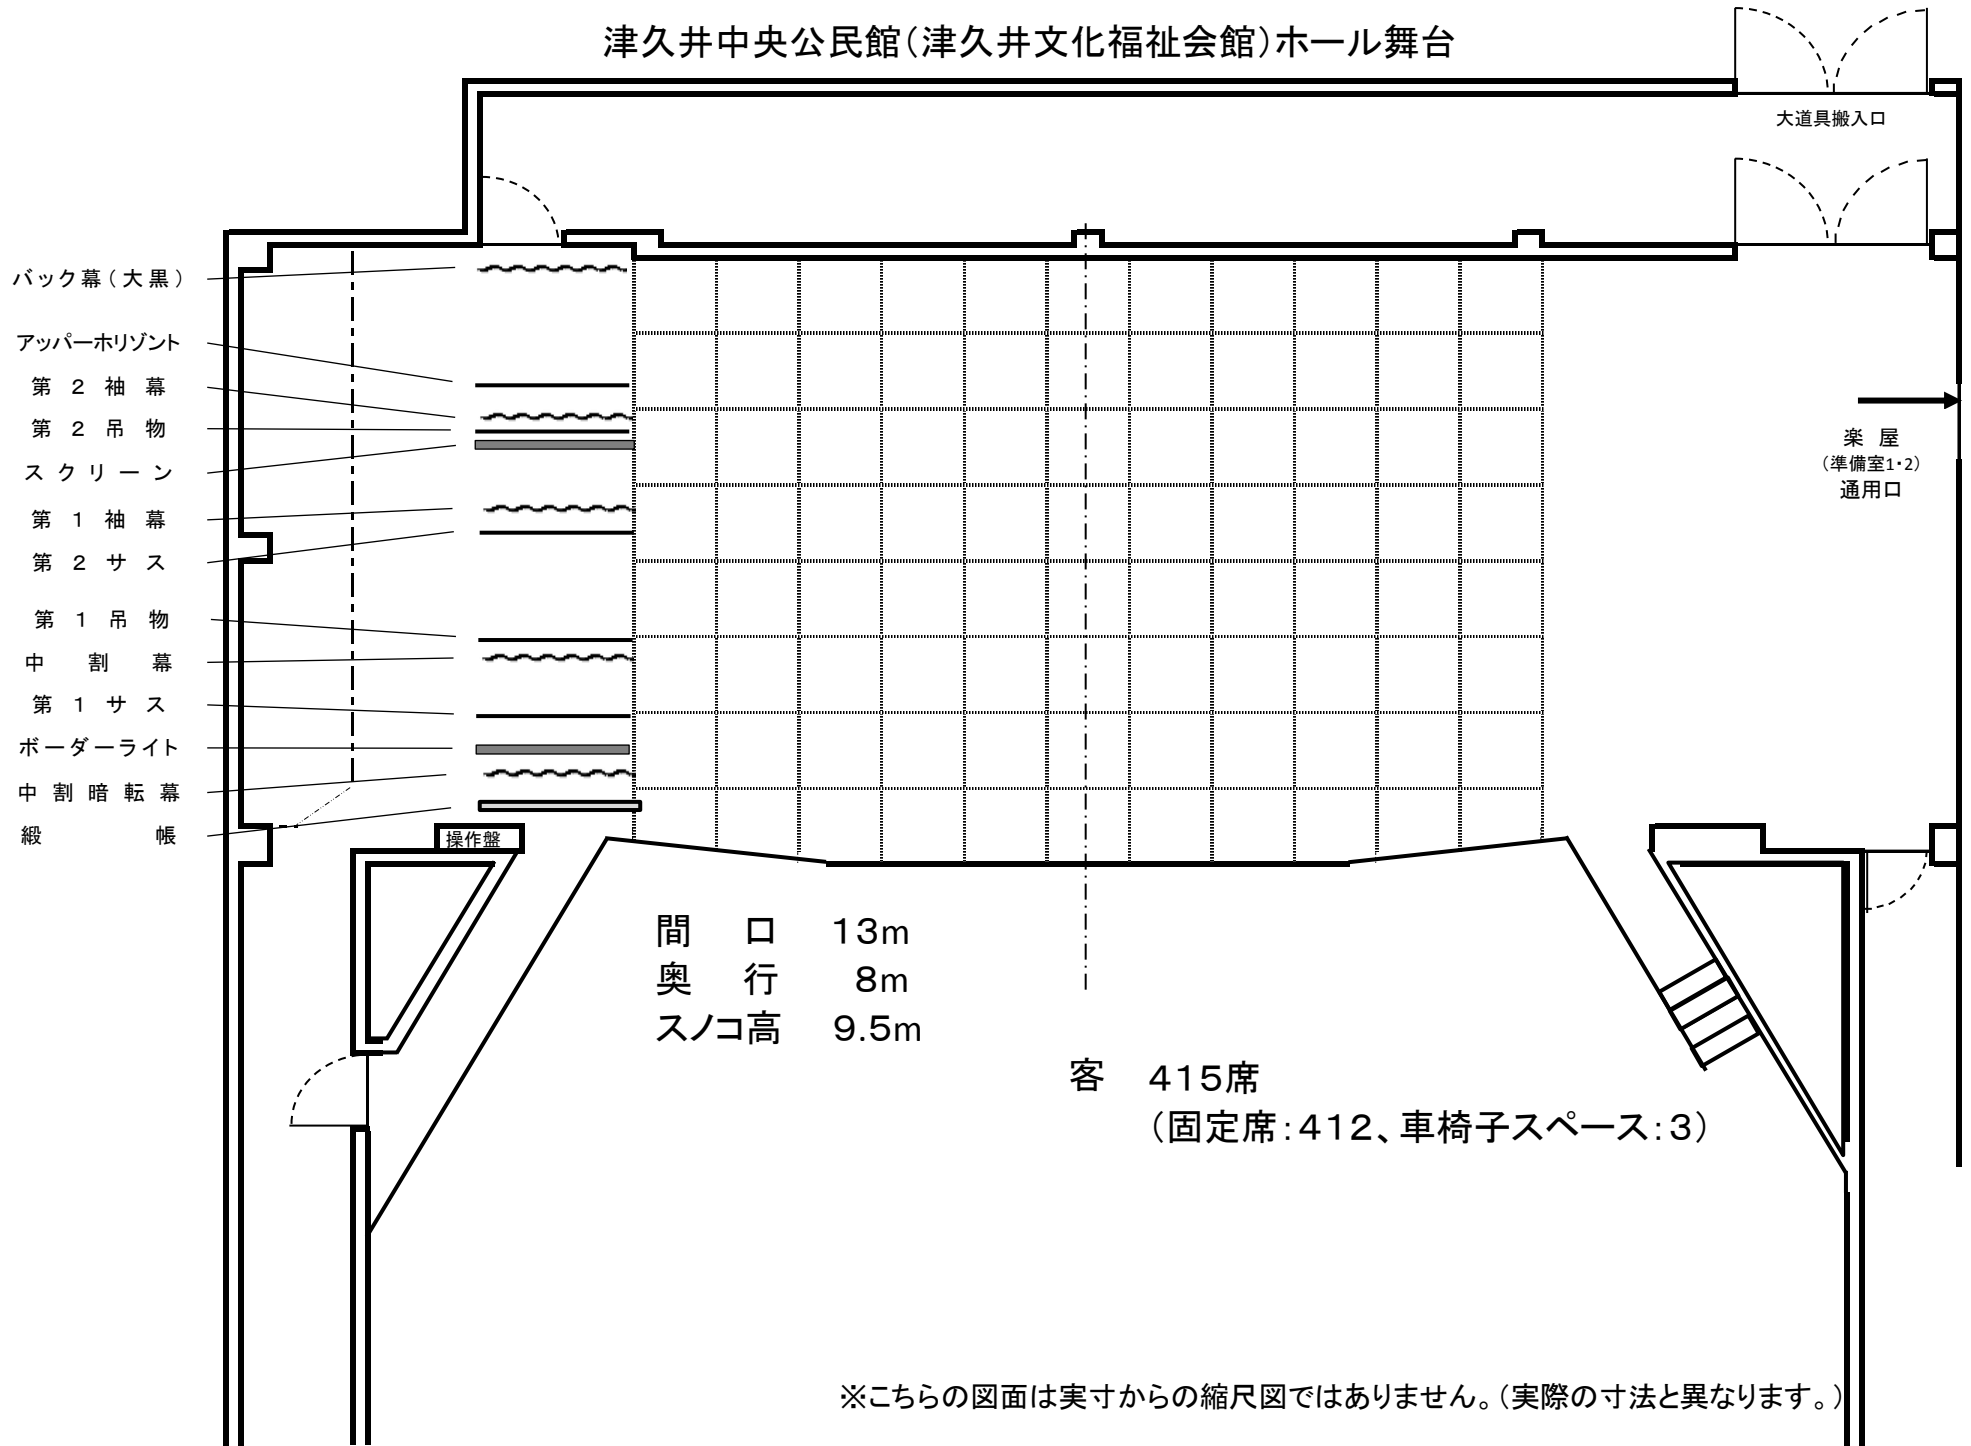 津久井中央公民館(津久井文化福祉会館)ホール舞台
大道具搬入口
バック幕(大黒)
アッパーホリゾント
第2袖幕
第2吊物
スクリーン
第1袖幕
第2サス
第1吊物
中割幕
第1サス
ボーダーライト
中割暗転幕
緞帳
操作盤
楽屋
(準備室1・2)
通用口
間口 13m
奥行 8m
スノコ高 9.5m
客 415席
(固定席:412、車椅子スペース:3)
※こちらの図面は実寸からの縮尺図ではありません。(実際の寸法と異なります。)